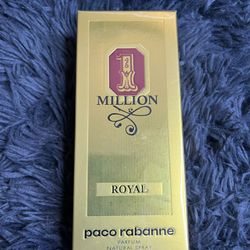 1
MILLION
ROYAL
paco rabanne
PARFUM
NATURAL SPRAY